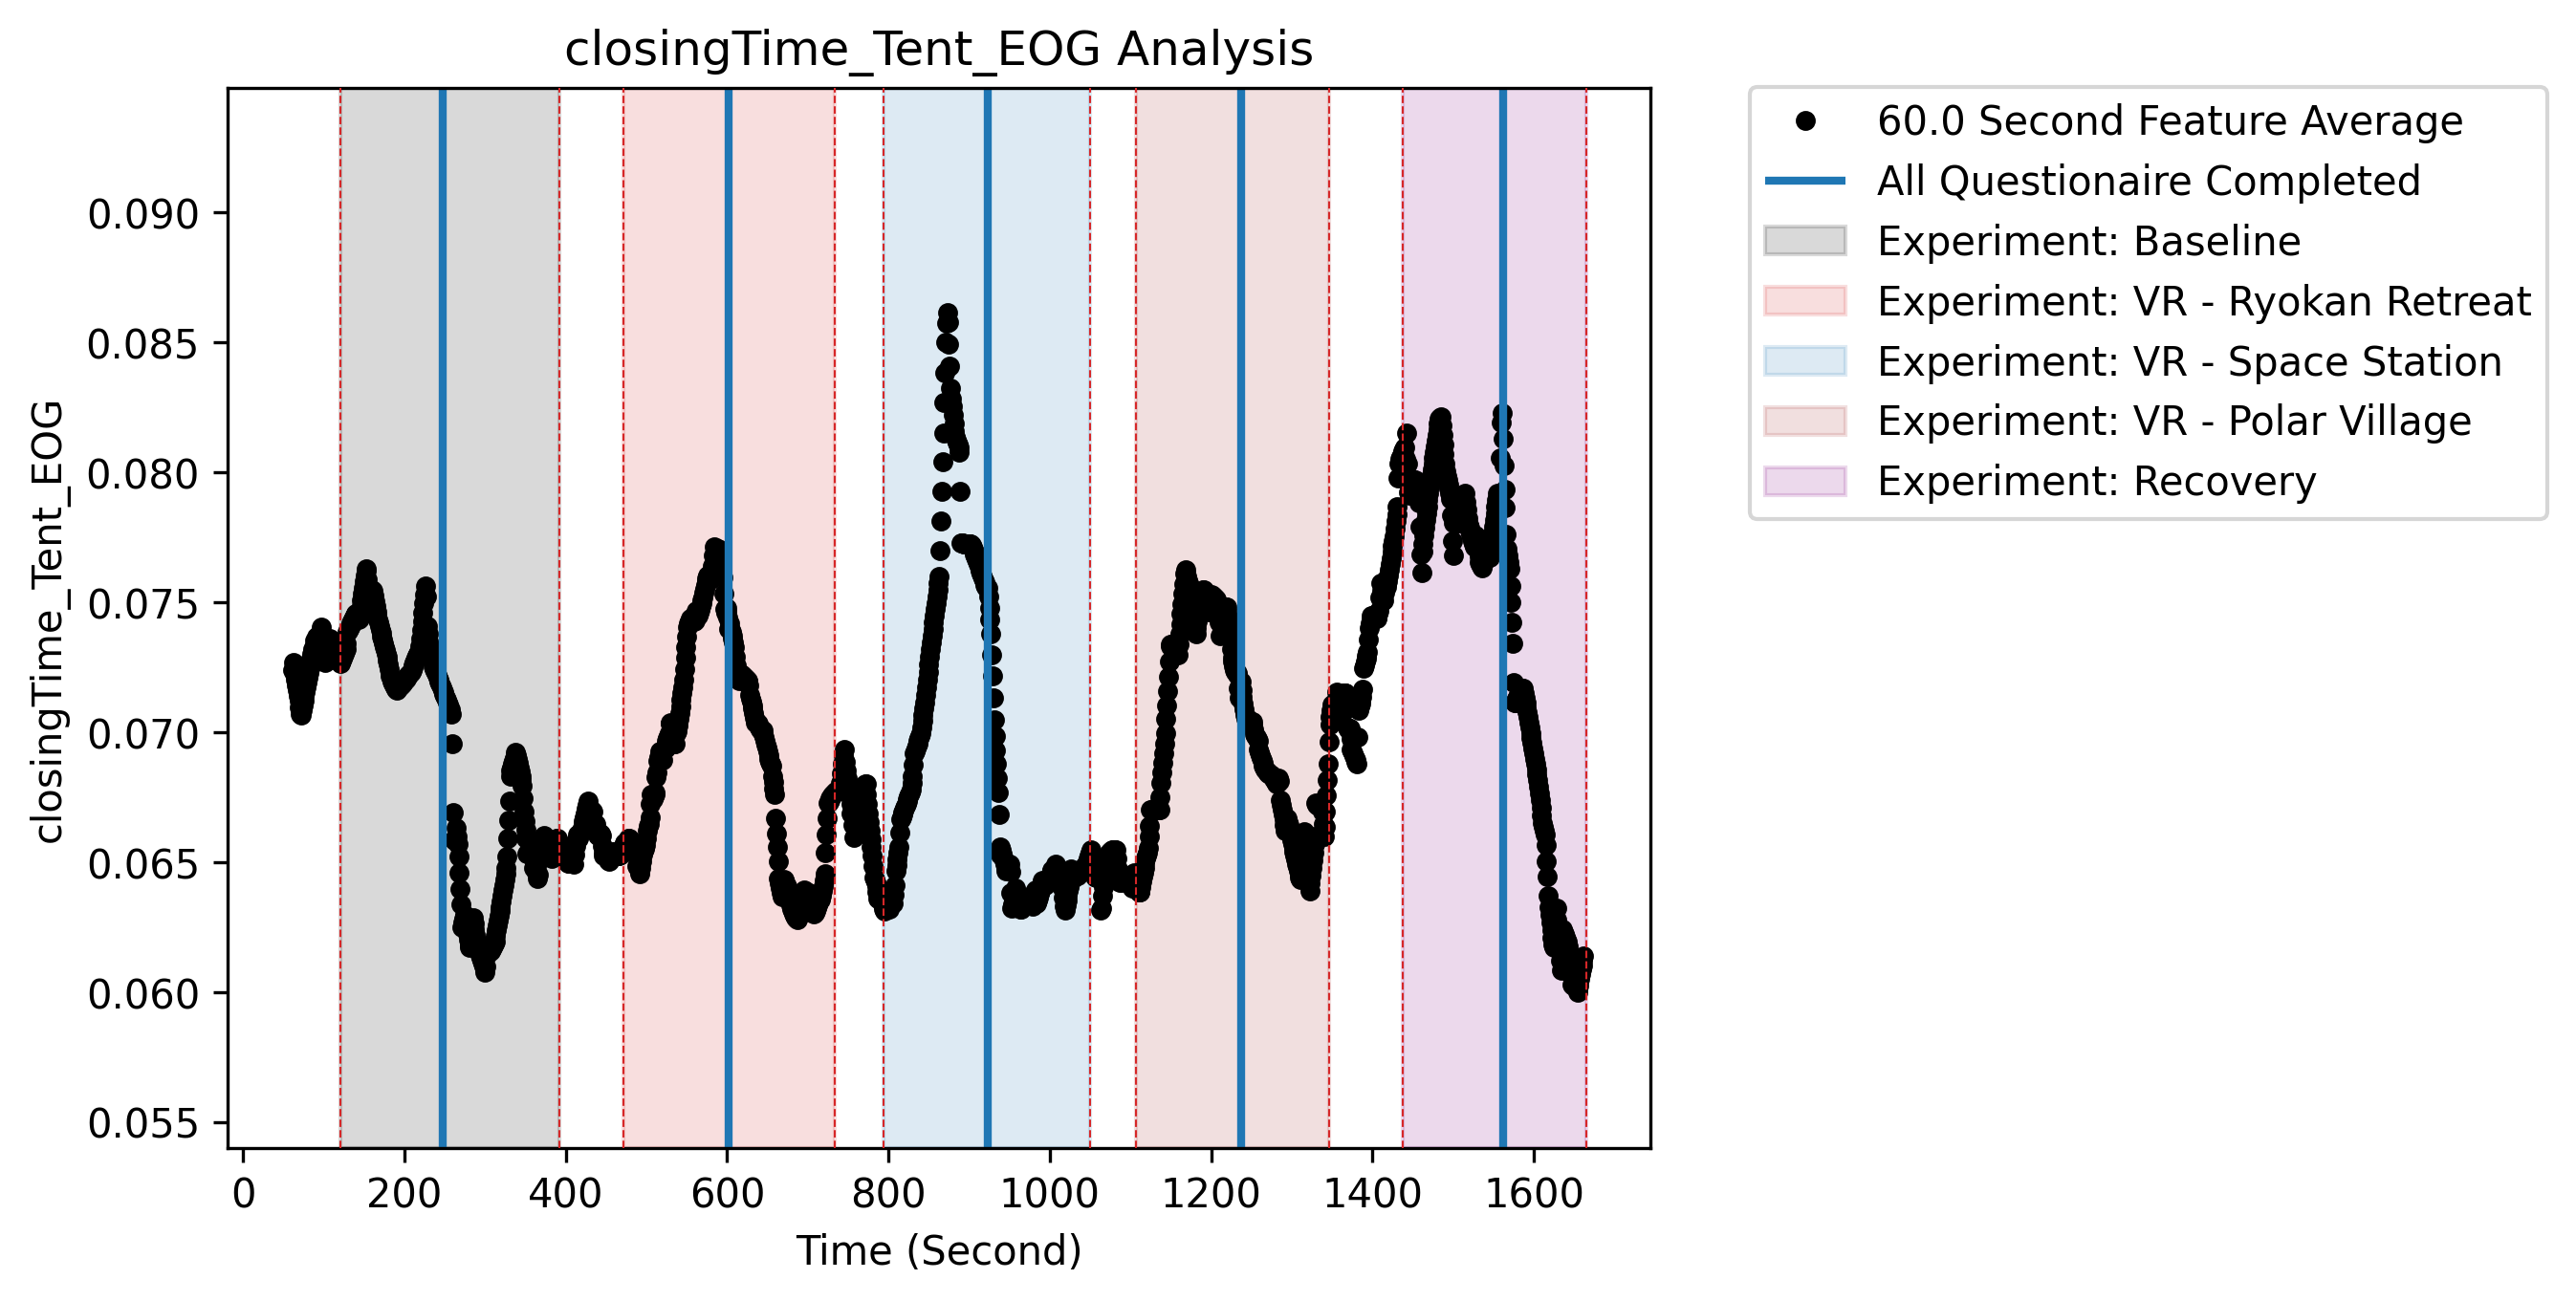 closingTime_Tent_EOG Analysis
closingTime_Tent_EOG
0.090
0.085
0.080
0.075
0.070
0.065
0.060
0.055
0 200 400 600 800 1000 1200 1400 1600
Time (Second)
60.0 Second Feature Average
All Questionaire Completed
Experiment: Baseline
Experiment: VR - Ryokan Retreat
Experiment: VR - Space Station
Experiment: VR - Polar Village
Experiment: Recovery